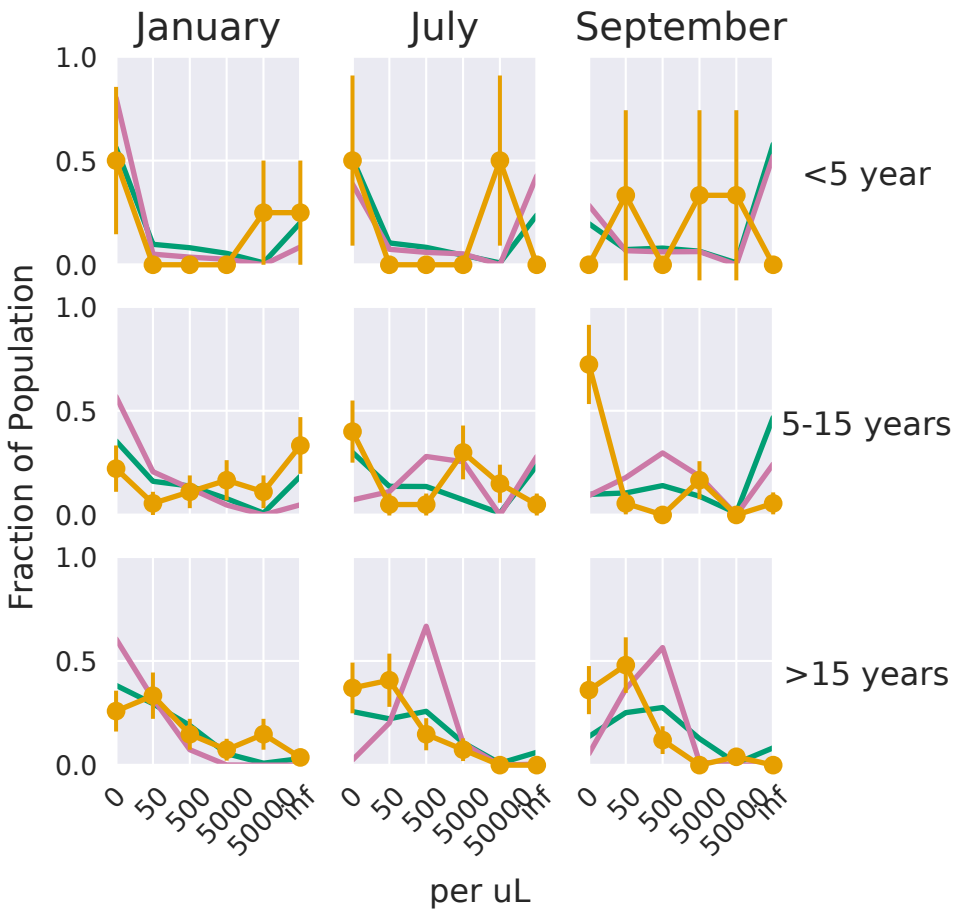 January July September
1.0
0.5
0.0
<5 year
1.0
0.5
0.0
5-15 years
1.0
0.5
0.0
>15 years
Fraction of Population
0 50 500 5000 50000 inf 0 50 500 5000 50000 inf 0 50 500 5000 50000 inf
per uL